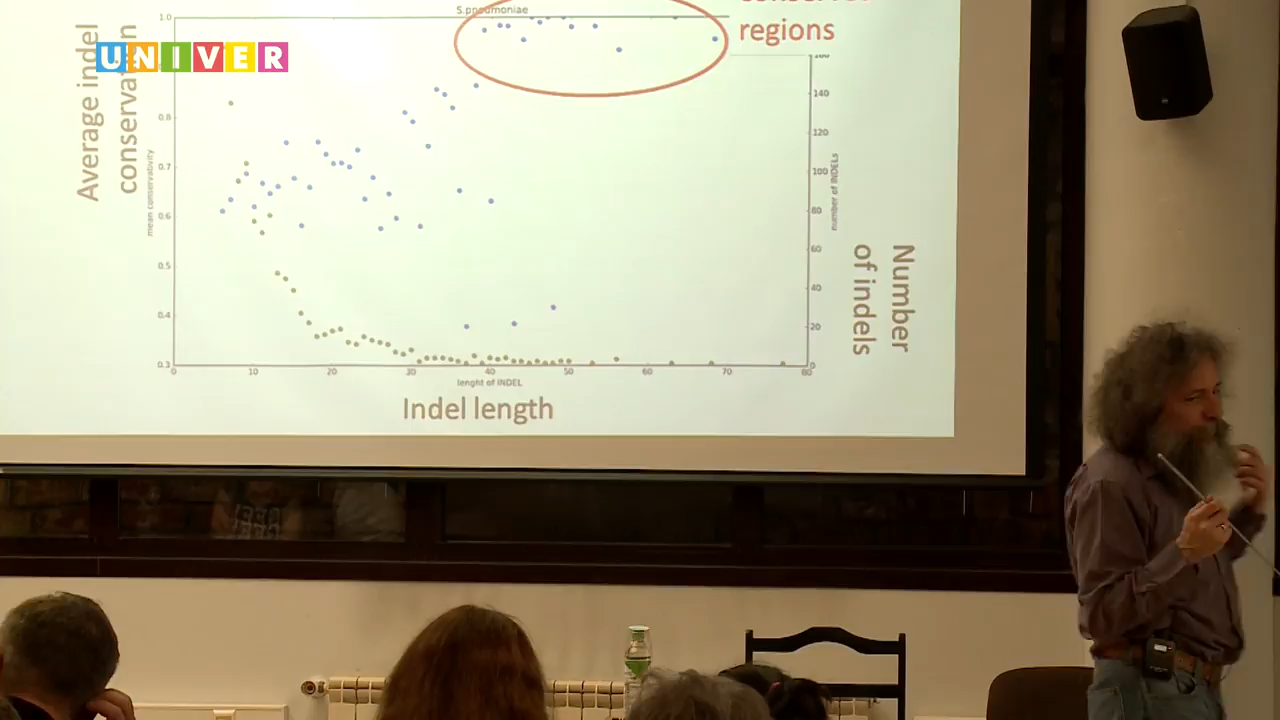 S.pneumoniae
regions
UNIVER
Average indel
conservation
mean conservativity
1.0
0.8
0.7
0.6
0.5
0.4
0.3
0 10 20 30 40 50 60 70 80
lenght of INDEL
Indel length
160
140
120
100
80
60
40
20
0
number of INDELs
Number
of indels